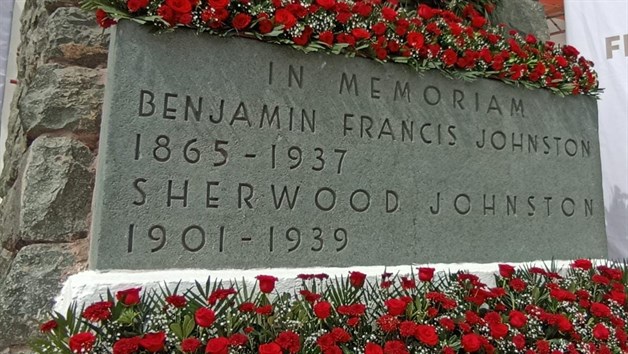 IN MEMORIAM
BENJAMIN FRANCIS JOHNSTON
1865-1937
SHERWOOD JOHNSTON
1901-1939